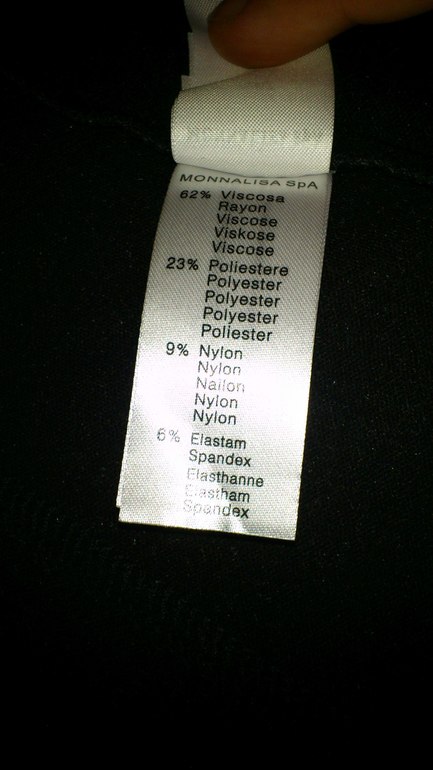 MONNALISA SpA
62% Viscosa
Rayon
Viscose
Viskose
Viscose
23% Poliestere
Polyester
Polyester
Polyester
Poliester
9% Nylon
Nylon
Nailon
Nylon
Nylon
6% Elastam
Spandex
Elasthanne
Elastham
Spandex